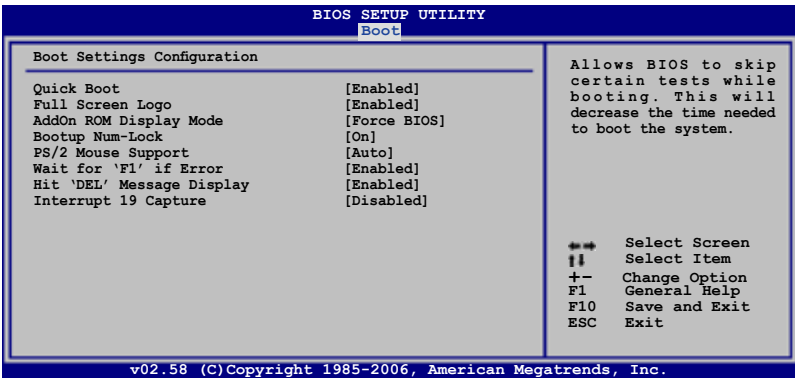 BIOS SETUP UTILITY
Boot
Boot Settings Configuration
Quick Boot [Enabled]
Full Screen Logo [Enabled]
AddOn ROM Display Mode [Force BIOS]
Bootup Num-Lock [On]
PS/2 Mouse Support [Auto]
Wait for ‘F1’ if Error [Enabled]
Hit ‘DEL’ Message Display [Enabled]
Interrupt 19 Capture [Disabled]
Allows BIOS to skip
certain tests while
booting. This will
decrease the time needed
to boot the system.
←→ Select Screen
↑↓ Select Item
+- Change Option
F1 General Help
F10 Save and Exit
ESC Exit
v02.58 (C)Copyright 1985-2006, American Megatrends, Inc.